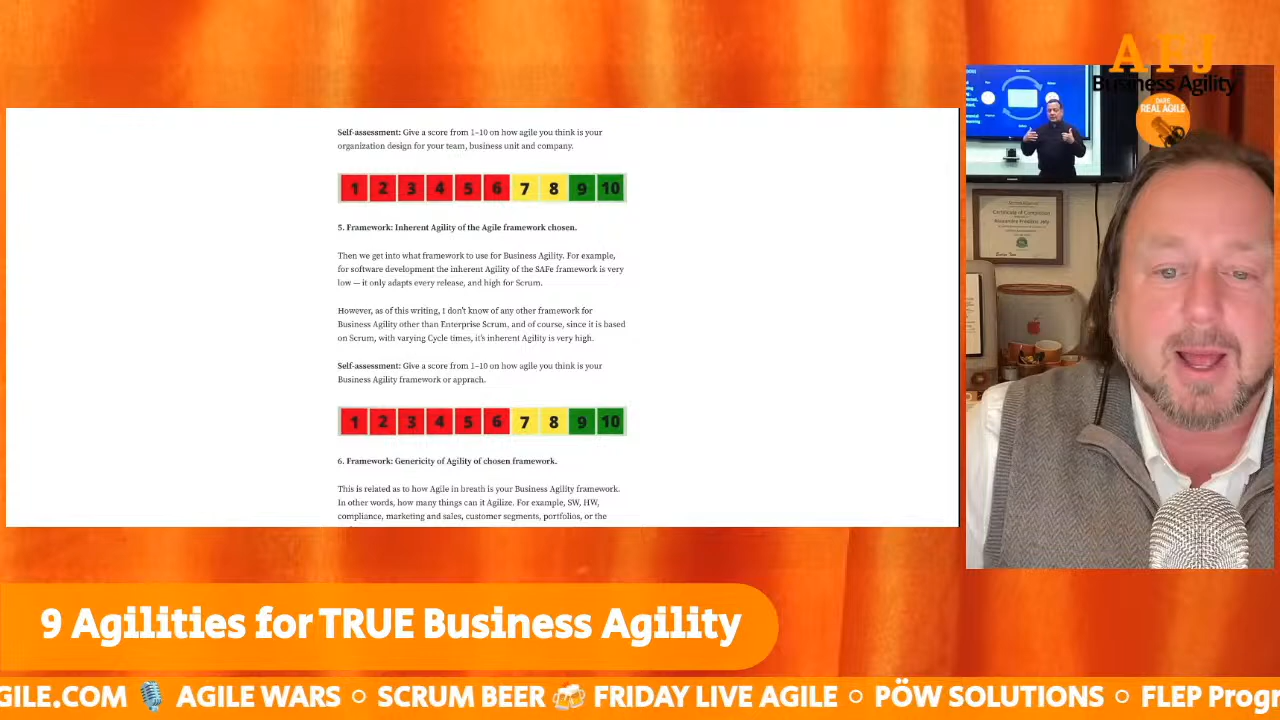 Self-assessment: Give a score from 1–10 on how agile you think is your
organization design for your team, business unit and company.
1 2 3 4 5 6 7 8 9 10
5. Framework: Inherent Agility of the Agile framework chosen.
Then we get into what framework to use for Business Agility. For example,
for software development the inherent Agility of the SAFe framework is very
low — it only adapts every release, and high for Scrum.
However, as of this writing, I don't know of any other framework for
Business Agility other than Enterprise Scrum, and of course, since it is based
on Scrum, with varying Cycle times, it's inherent Agility is very high.
Self-assessment: Give a score from 1–10 on how agile you think is your
Business Agility framework or apprach.
1 2 3 4 5 6 7 8 9 10
6. Framework: Genericity of Agility of chosen framework.
This is related as to how Agile in breath is your Business Agility framework.
In other words, how many things can it Agilize. For example, SW, HW,
compliance, marketing and sales, customer segments, portfolios, or the
A F J
Business Agility
DARE
REAL AGILE
Certificate of Completion
9 Agilities for TRUE Business Agility
GILE.COM 🎙️ AGILE WARS ○ SCRUM BEER 🍻 FRIDAY LIVE AGILE ○ PÖW SOLUTIONS ○ FLEP Progr